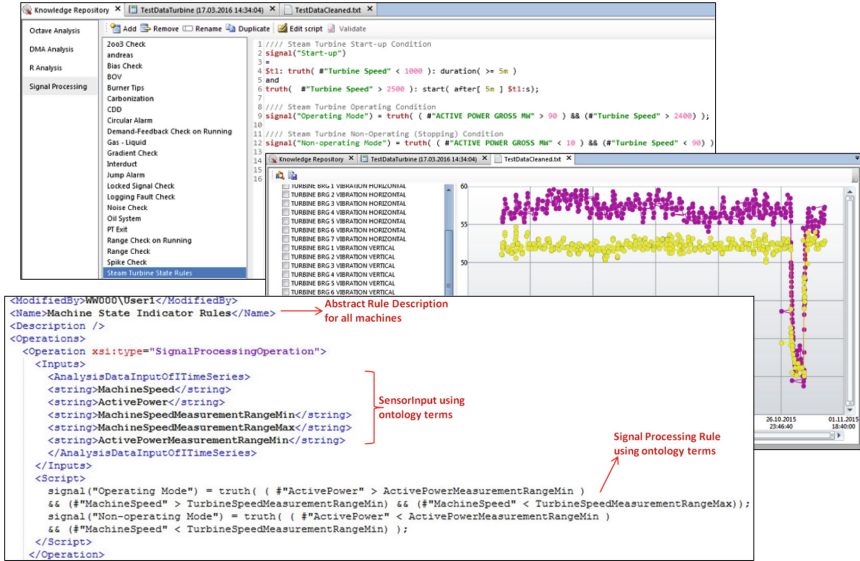 Knowledge Repository TestDataTurbine (17.03.2016 14:34:04) TestDataCleaned.txt
Octave Analysis
DMA Analysis
R Analysis
Signal Processing
Add Remove Rename Duplicate Edit script Validate
2oo3 Check
andreas
Bias Check
BOV
Burner Tips
Carbonization
CDD
Circular Alarm
Demand-Feedback Check on Running
Gas - Liquid
Gradient Check
Interduct
Jump Alarm
Locked Signal Check
Logging Fault Check
Noise Check
Oil System
PT Exit
Range Check on Running
Range Check
Spike Check
Steam Turbine State Rules
1 //// Steam Turbine Start-up Condition
2 signal("Start-up")
3 =
4 $t1: truth( #"Turbine Speed" < 1000 ): duration( >= 5m )
5 and
6 truth( #"Turbine Speed" > 2500 ): start( after[ 5m ] $t1:s);
7
8 //// Steam Turbine Operating Condition
9 signal("Operating Mode") = truth( ( #"ACTIVE POWER GROSS MW" > 90 ) && (#"Turbine Speed" > 2400) );
10
11 //// Steam Turbine Non-Operating (Stopping) Condition
12 signal("Non-operating Mode") = truth( ( #"ACTIVE POWER GROSS MW" < 10 ) && (#"Turbine Speed" < 90) )
13
14
15
16
Knowledge Repository TestDataTurbine (17.03.2016 14:34:04) TestDataCleaned.txt
TURBINE BRG 1 VIBRATION HORIZONTAL
TURBINE BRG 2 VIBRATION HORIZONTAL
TURBINE BRG 3 VIBRATION HORIZONTAL
TURBINE BRG 4 VIBRATION HORIZONTAL
TURBINE BRG 5 VIBRATION HORIZONTAL
TURBINE BRG 6 VIBRATION HORIZONTAL
TURBINE BRG 7 VIBRATION HORIZONTAL
TURBINE BRG 1 VIBRATION VERTICAL
TURBINE BRG 2 VIBRATION VERTICAL
TURBINE BRG 3 VIBRATION VERTICAL
TURBINE BRG 4 VIBRATION VERTICAL
TURBINE BRG 5 VIBRATION VERTICAL
TURBINE BRG 6 VIBRATION VERTICAL
60
55
50
26.10.2015
23:46:40
01.11.2015
18:40:00
<ModifiedBy>WW000\User1</ModifiedBy>
<Name>Machine State Indicator Rules</Name>
<Description />
<Operations>
<Operation xsi:type="SignalProcessingOperation">
<Inputs>
<AnalysisDataInputOfITimeSeries>
<string>MachineSpeed</string>
<string>ActivePower</string>
<string>MachineSpeedMeasurementRangeMin</string>
<string>MachineSpeedMeasurementRangeMax</string>
<string>ActivePowerMeasurementRangeMin</string>
</AnalysisDataInputOfITimeSeries>
</Inputs>
<Script>
signal("Operating Mode") = truth( ( #"ActivePower" > ActivePowerMeasurementRangeMin )
&& (#"MachineSpeed" > TurbineSpeedMeasurementRangeMin) && (#"MachineSpeed" < TurbineSpeedMeasurementRangeMax));
signal("Non-operating Mode") = truth( ( #"ActivePower" < ActivePowerMeasurementRangeMin )
&& (#"MachineSpeed" < TurbineSpeedMeasurementRangeMin) );
</Script>
</Operation>
Abstract Rule Description
for all machines
SensorInput using
ontology terms
Signal Processing Rule
using ontology terms